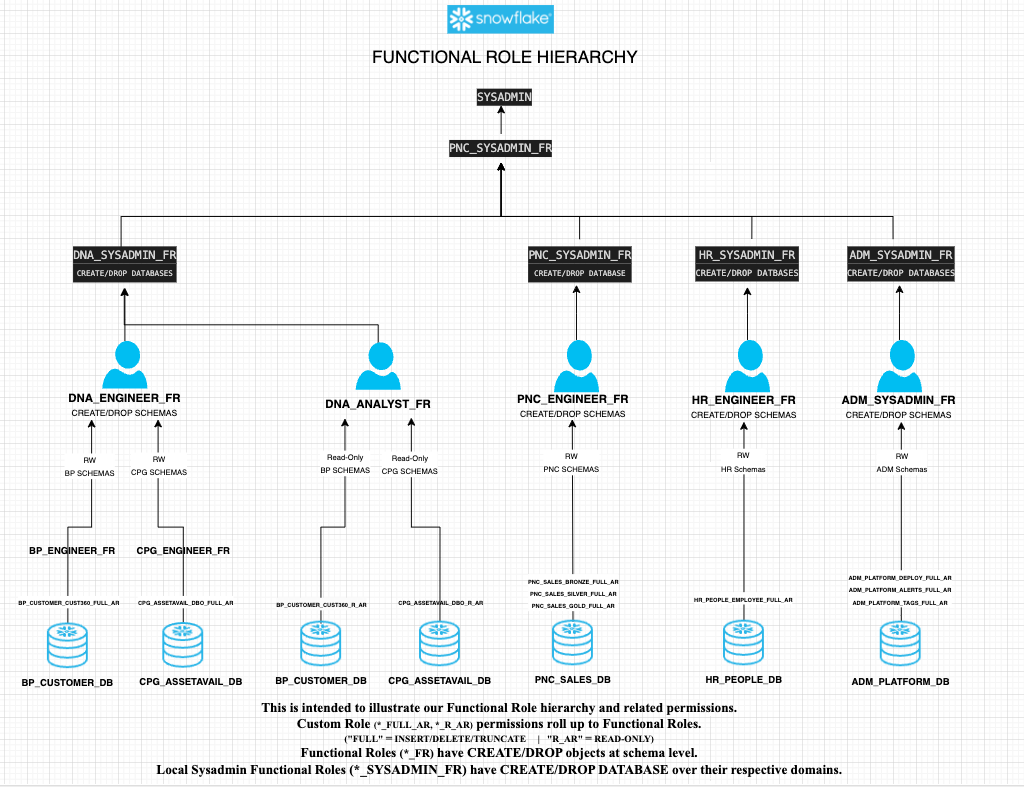 snowflake
FUNCTIONAL ROLE HIERARCHY
SYSADMIN
PNC_SYSADMIN_FR
DNA_SYSADMIN_FR
CREATE/DROP DATABASES
PNC_SYSADMIN_FR
CREATE/DROP DATABASE
HR_SYSADMIN_FR
CREATE/DROP DATABASES
ADM_SYSADMIN_FR
CREATE/DROP DATABASES
DNA_ENGINEER_FR
CREATE/DROP SCHEMAS
DNA_ANALYST_FR
PNC_ENGINEER_FR
CREATE/DROP SCHEMAS
HR_ENGINEER_FR
CREATE/DROP SCHEMAS
ADM_SYSADMIN_FR
CREATE/DROP SCHEMAS
RW
BP SCHEMAS
RW
CPG SCHEMAS
Read-Only
BP SCHEMAS
Read-Only
CPG SCHEMAS
RW
PNC SCHEMAS
RW
HR Schemas
RW
ADM Schemas
BP_ENGINEER_FR
CPG_ENGINEER_FR
BP_CUSTOMER_CUST360_FULL_AR
CPG_ASSETAVAIL_DBO_FULL_AR
BP_CUSTOMER_CUST360_R_AR
CPG_ASSETAVAIL_DBO_R_AR
PNC_SALES_BRONZE_FULL_AR
PNC_SALES_SILVER_FULL_AR
PNC_SALES_GOLD_FULL_AR
HR_PEOPLE_EMPLOYEE_FULL_AR
ADM_PLATFORM_DEPLOY_FULL_AR
ADM_PLATFORM_ALERTS_FULL_AR
ADM_PLATFORM_TAGS_FULL_AR
BP_CUSTOMER_DB
CPG_ASSETAVAIL_DB
BP_CUSTOMER_DB
CPG_ASSETAVAIL_DB
PNC_SALES_DB
HR_PEOPLE_DB
ADM_PLATFORM_DB
This is intended to illustrate our Functional Role hierarchy and related permissions.
Custom Role (*_FULL_AR, *_R_AR) permissions roll up to Functional Roles.
("FULL" = INSERT/DELETE/TRUNCATE | "R_AR" = READ-ONLY)
Functional Roles (*_FR) have CREATE/DROP objects at schema level.
Local Sysadmin Functional Roles (*_SYSADMIN_FR) have CREATE/DROP DATABASE over their respective domains.